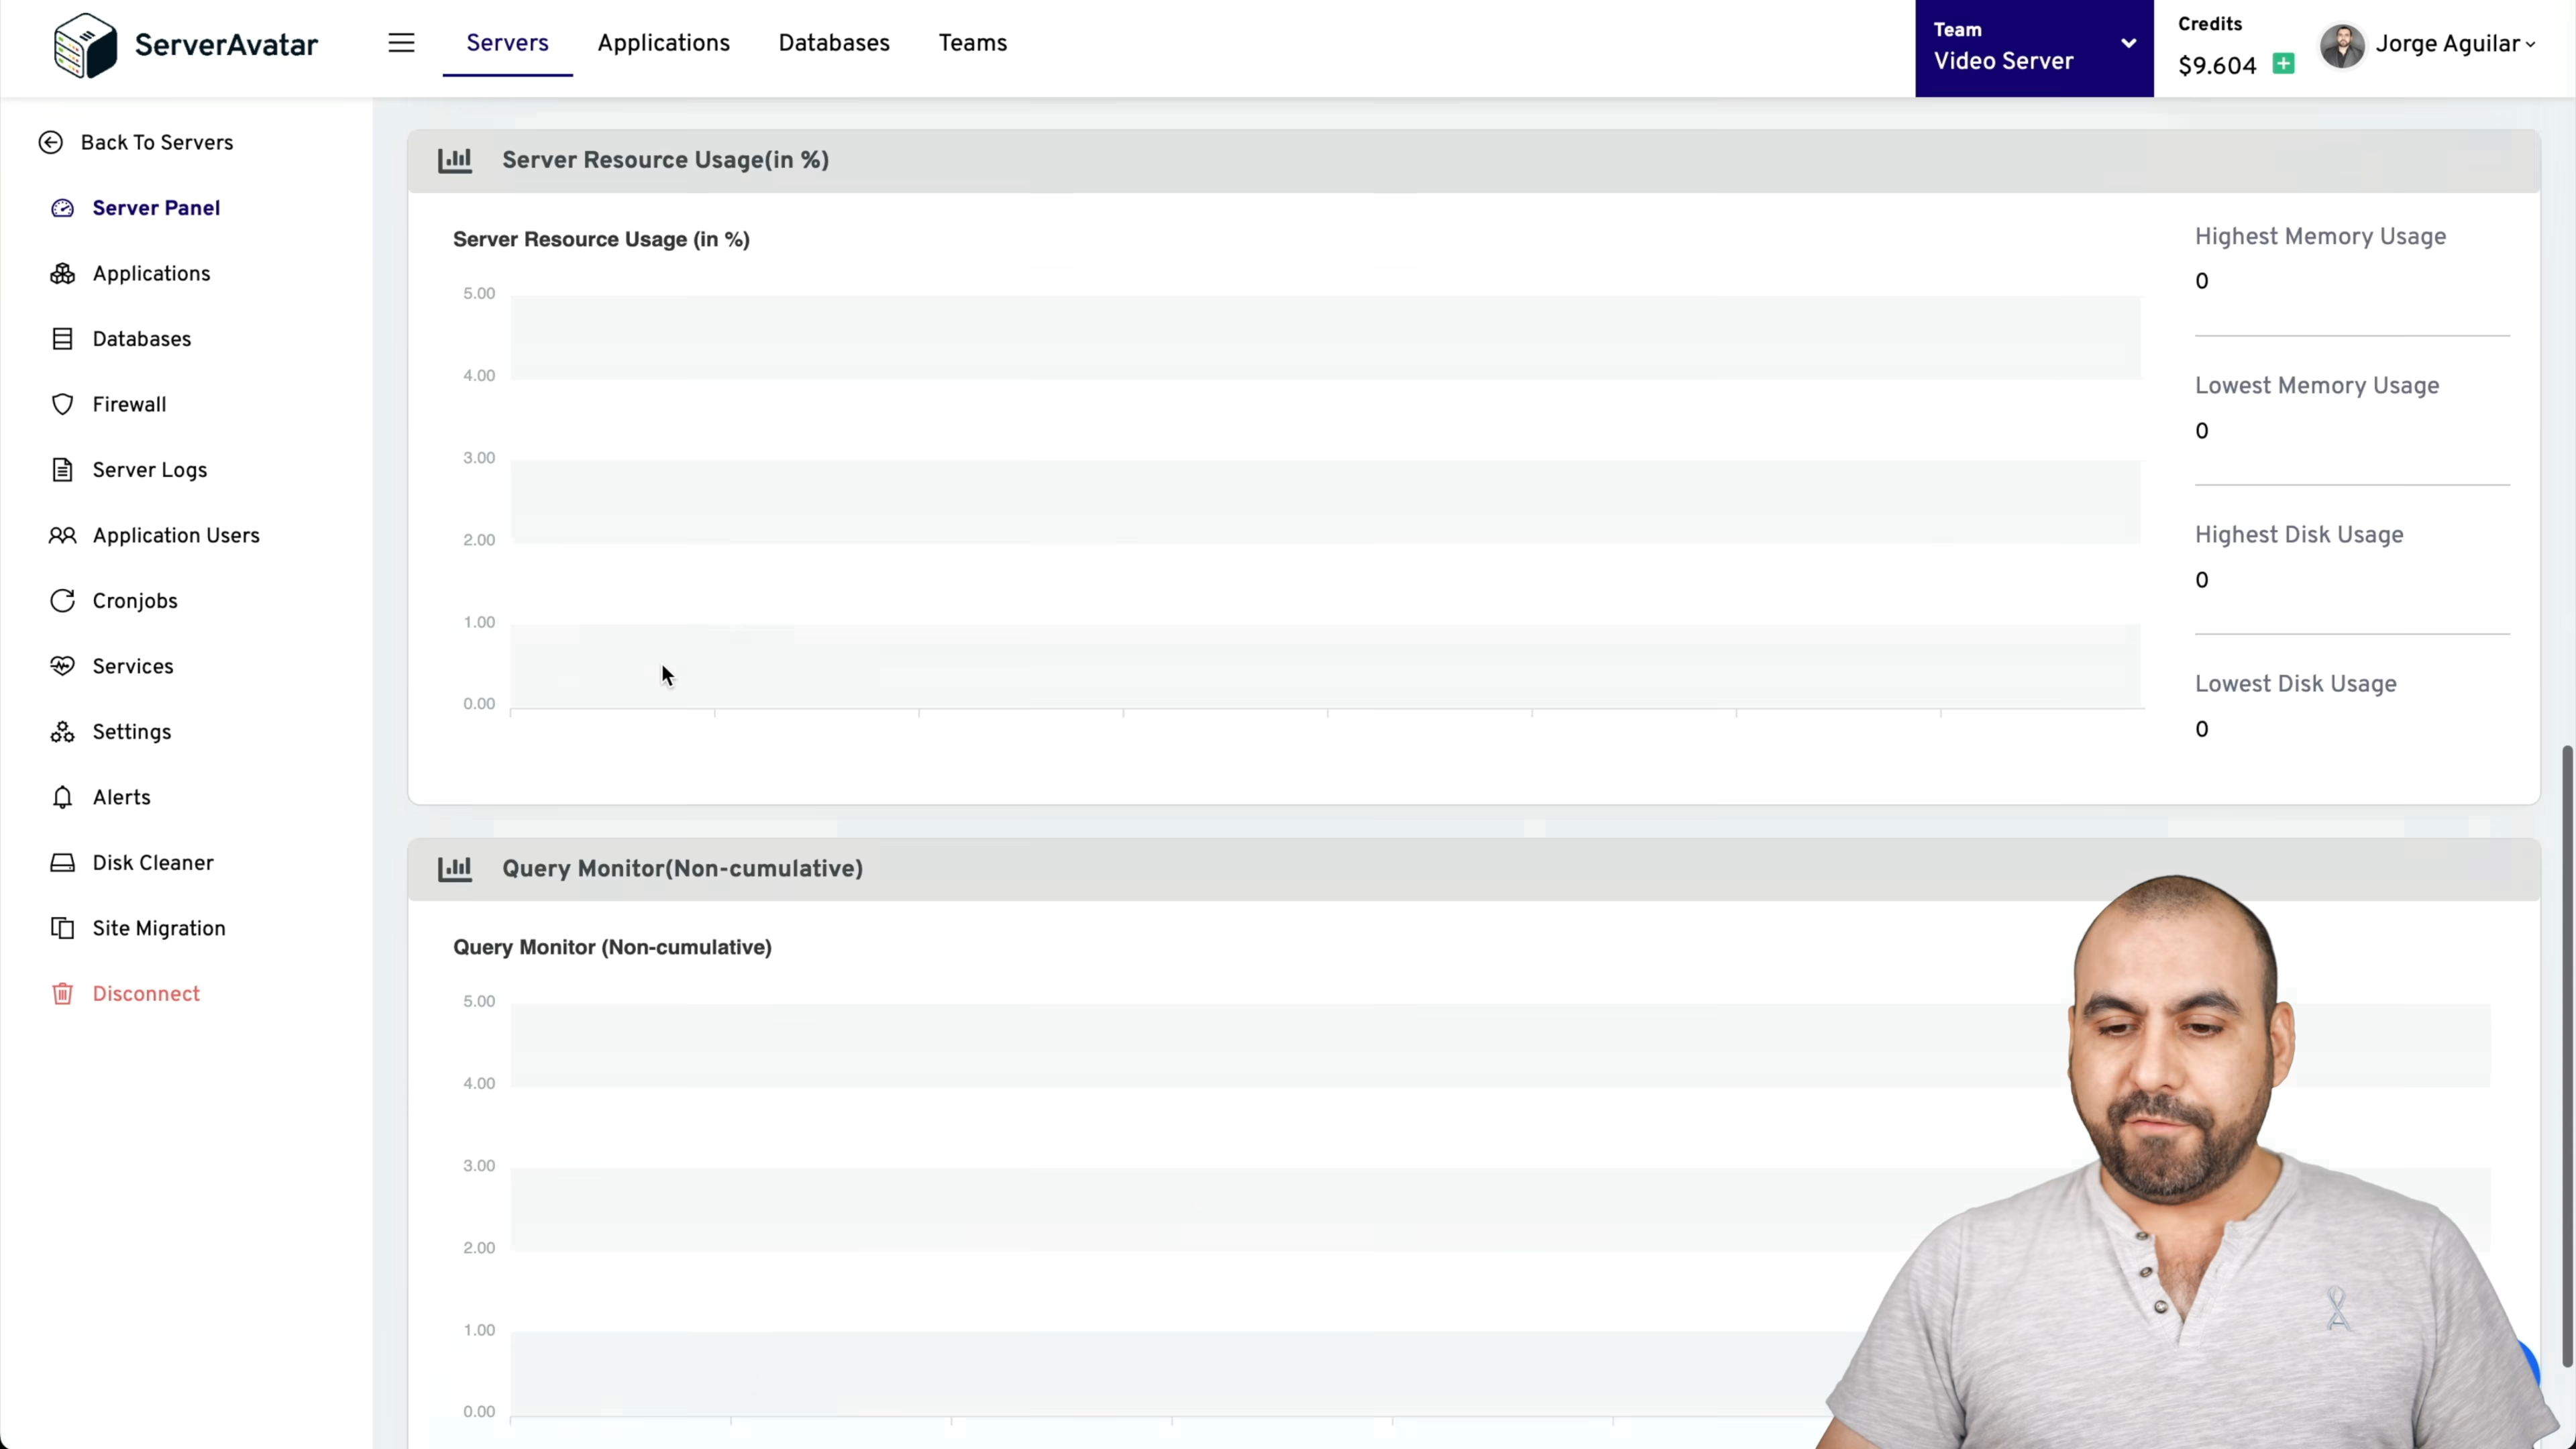 ServerAvatar
Servers
Applications
Databases
Teams
Team
Video Server
Credits
$9.604
Jorge Aguilar
Back To Servers
Server Panel
Applications
Databases
Firewall
Server Logs
Application Users
Cronjobs
Services
Settings
Alerts
Disk Cleaner
Site Migration
Disconnect
Server Resource Usage(in %)
Server Resource Usage (in %)
5.00
4.00
3.00
2.00
1.00
0.00
Highest Memory Usage
0
Lowest Memory Usage
0
Highest Disk Usage
0
Lowest Disk Usage
0
Query Monitor(Non-cumulative)
Query Monitor (Non-cumulative)
5.00
4.00
3.00
2.00
1.00
0.00